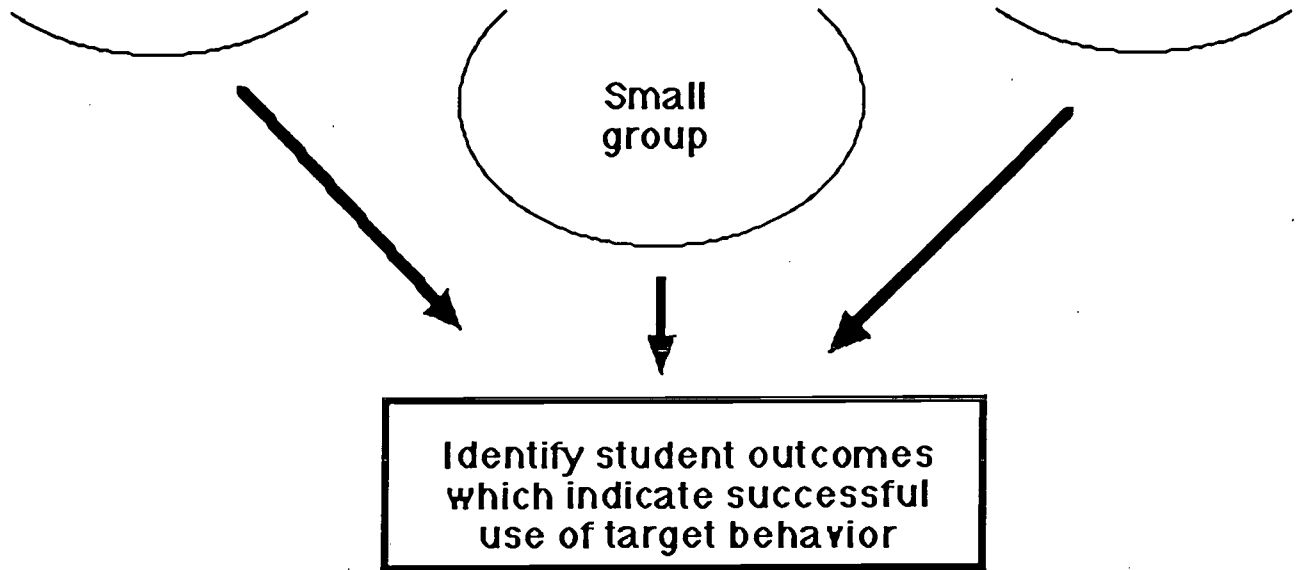 Small
group
Identify student outcomes
which indicate successful
use of target behavior